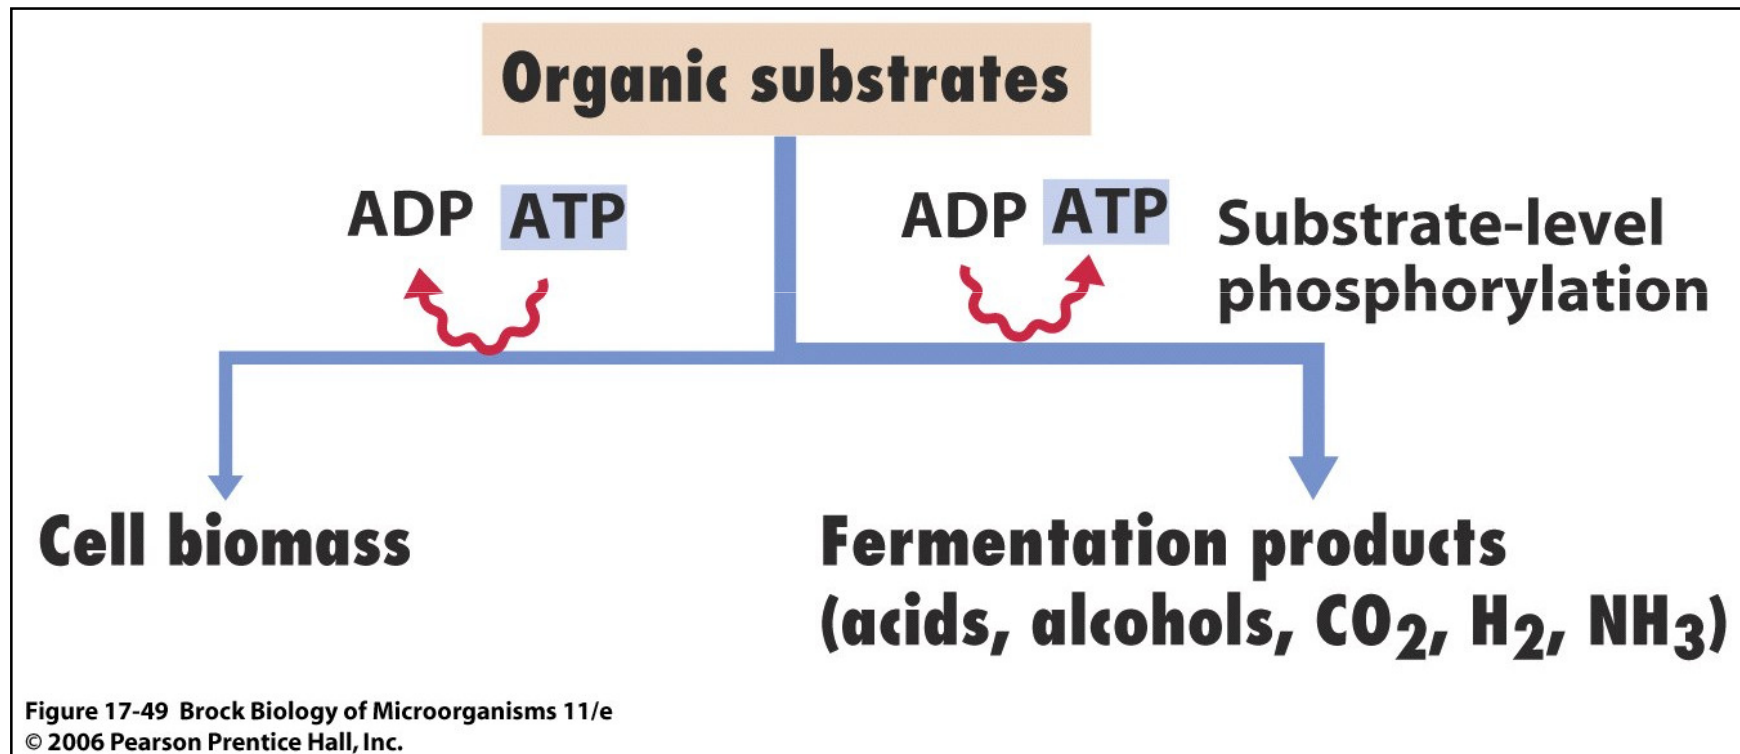 Organic substrates
ADP ATP
ADP ATP
Substrate-level
phosphorylation
Cell biomass
Fermentation products
(acids, alcohols, CO₂, H₂, NH₃)
Figure 17-49 Brock Biology of Microorganisms 11/e
© 2006 Pearson Prentice Hall, Inc.